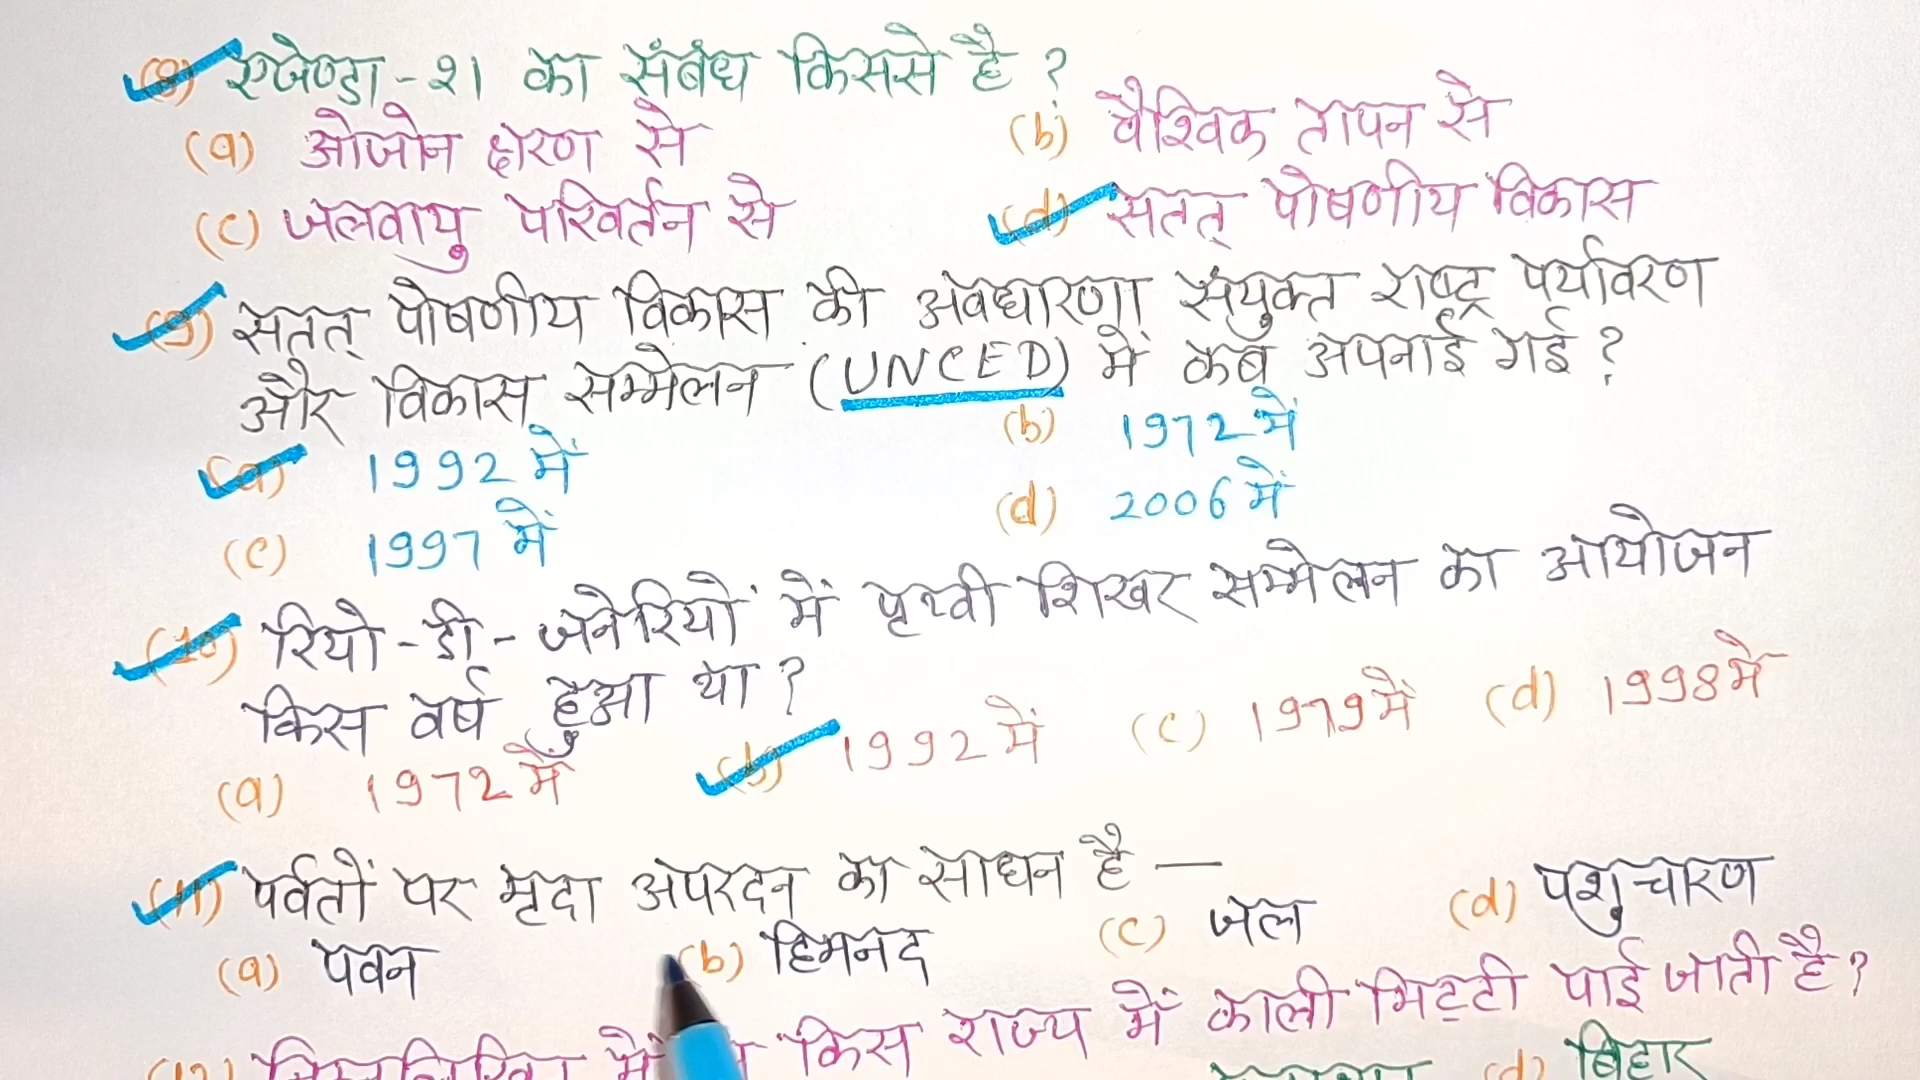 (8) एजेण्डा-21 का संबंध किससे है ?
(a) ओजोन क्षरण से (b) वैश्विक तापन से
(c) जलवायु परिवर्तन से (d) सतत् पोषणीय विकास
(9) सतत् पोषणीय विकास की अवधारणा संयुक्त राष्ट्र पर्यावरण
और विकास सम्मेलन (UNCED) में कब अपनाई गई ?
(a) 1992 में (b) 1972 में
(c) 1997 में (d) 2006 में
(10) रियो-डी-जनेरियों में पृथ्वी शिखर सम्मेलन का आयोजन
किस वर्ष हुआ था ?
(a) 1972 में (b) 1992 में (c) 1979 में (d) 1998 में
(11) पर्वतों पर मृदा अपरदन का साधन है —
(a) पवन (b) हिमनद (c) जल (d) पशुचारण
किस राज्य में काली मिट्टी पाई जाती है ?
(d) बिहार